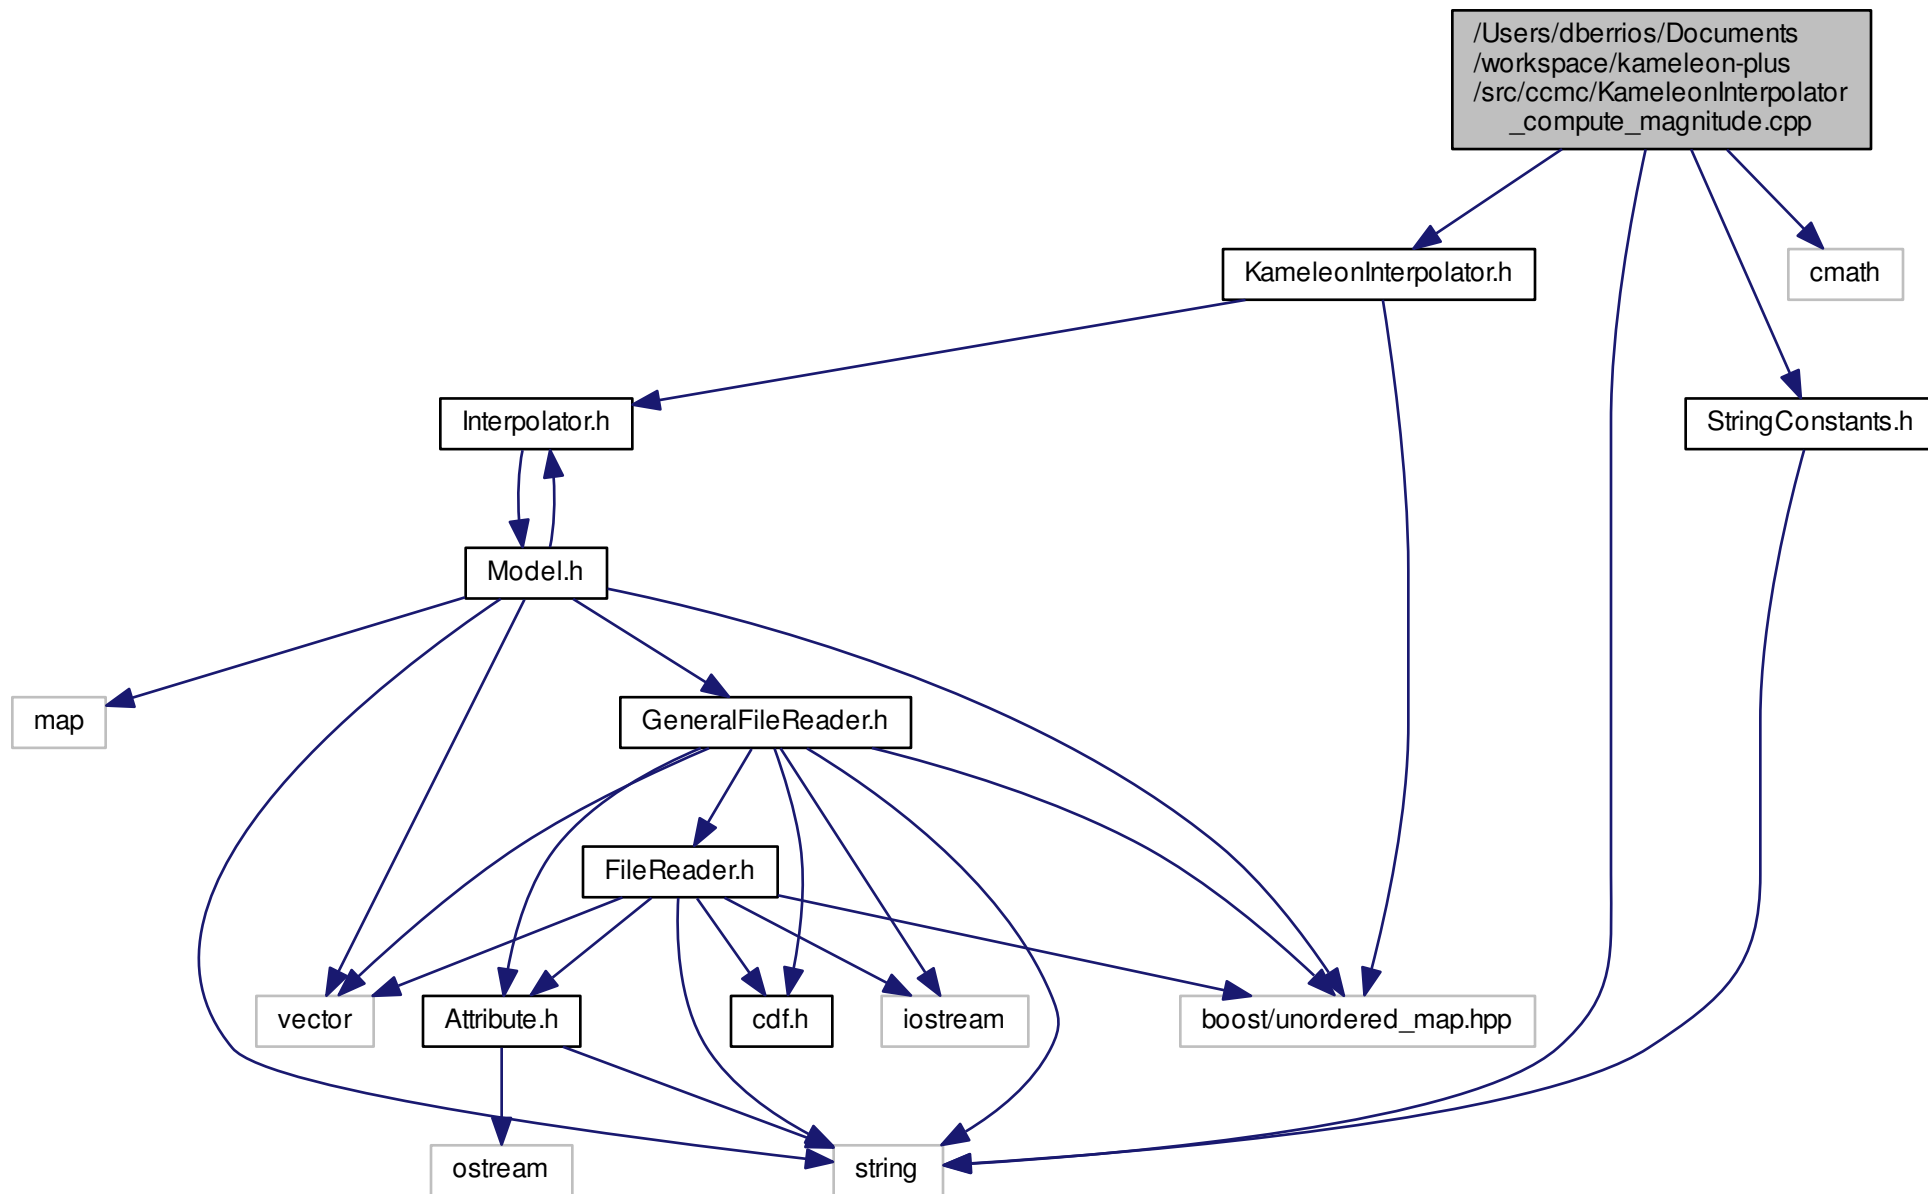 /Users/dberrios/Documents
/workspace/kameleon-plus
/src/ccmc/KameleonInterpolator
_compute_magnitude.cpp
KameleonInterpolator.h
cmath
Interpolator.h
StringConstants.h
Model.h
map
GeneralFileReader.h
FileReader.h
vector
Attribute.h
cdf.h
iostream
boost/unordered_map.hpp
ostream
string